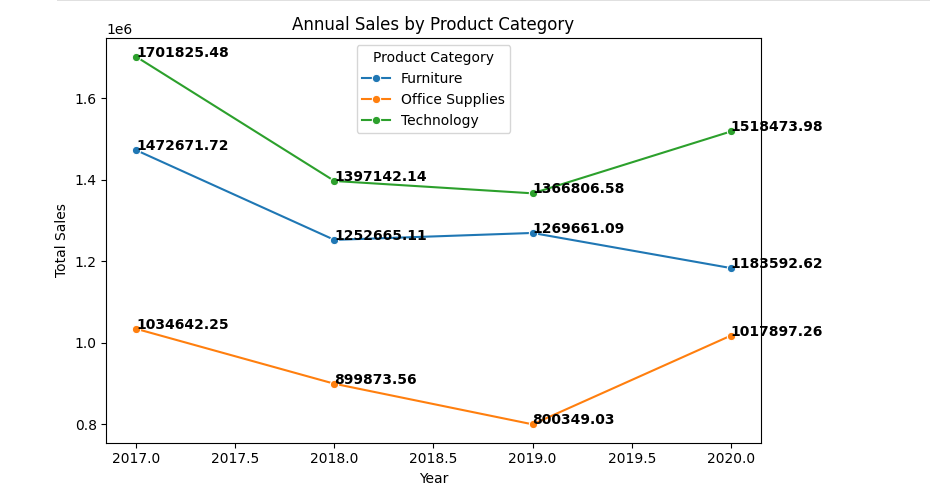 Annual Sales by Product Category
1e6
1701825.48
Product Category
Furniture
Office Supplies
Technology
1.6
1518473.98
1472671.72
1397142.14
1366806.58
1.4
1252665.11
1269661.09
1183592.62
1.2
Total Sales
1034642.25
1017897.26
1.0
899873.56
800349.03
0.8
2017.0 2017.5 2018.0 2018.5 2019.0 2019.5 2020.0
Year